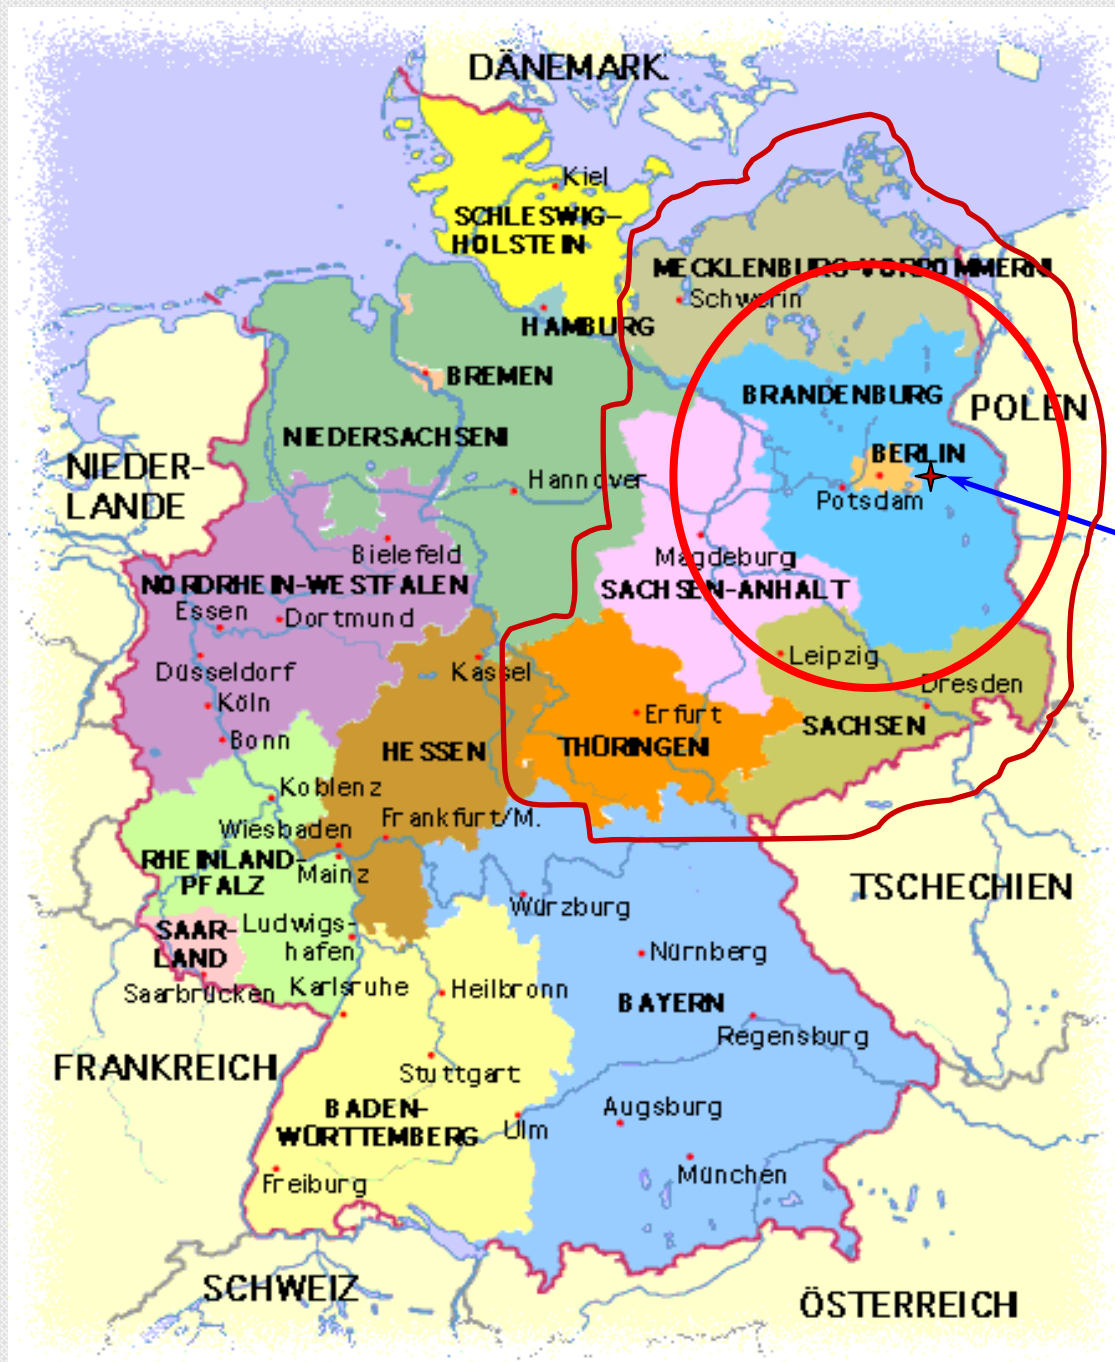 DÄNEMARK
Kiel
SCHLESWIG-
HOLSTEIN
MECKLENBURG-VORPOMMERN
Schwerin
HAMBURG
BREMEN
BRANDENBURG
POLEN
NIEDERSACHSEN
BERLIN
NIEDER-
LANDE
Hannover
Potsdam
Bielefeld
Magdeburg
NORDRHEIN-WESTFALEN
SACHSEN-ANHALT
Essen
Dortmund
Leipzig
Düsseldorf
Kassel
Dresden
Köln
Erfurt
SACHSEN
Bonn
HESSEN
THÜRINGEN
Koblenz
Frankfurt/M.
Wiesbaden
RHEINLAND-
PFALZ
Mainz
TSCHECHIEN
Würzburg
SAAR-
LAND
Ludwigs-
hafen
Nürnberg
Saarbrücken
Karlsruhe
Heilbronn
BAYERN
Regensburg
FRANKREICH
Stuttgart
BADEN-
WÜRTTEMBERG
Augsburg
Ulm
München
Freiburg
SCHWEIZ
ÖSTERREICH